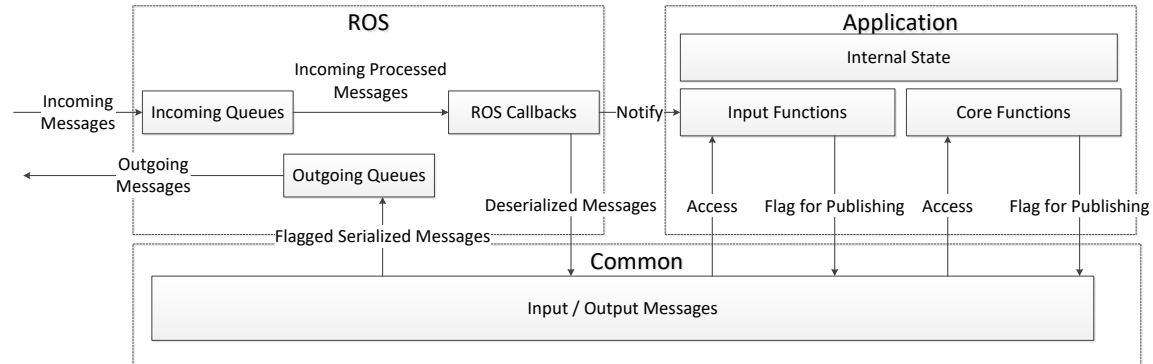 ROS
Application
Internal State
Incoming Processed
Messages
Incoming
Messages
Incoming Queues
ROS Callbacks
Notify
Input Functions
Core Functions
Outgoing
Messages
Outgoing Queues
Deserialized Messages
Access
Flag for Publishing
Access
Flag for Publishing
Flagged Serialized Messages
Common
Input / Output Messages